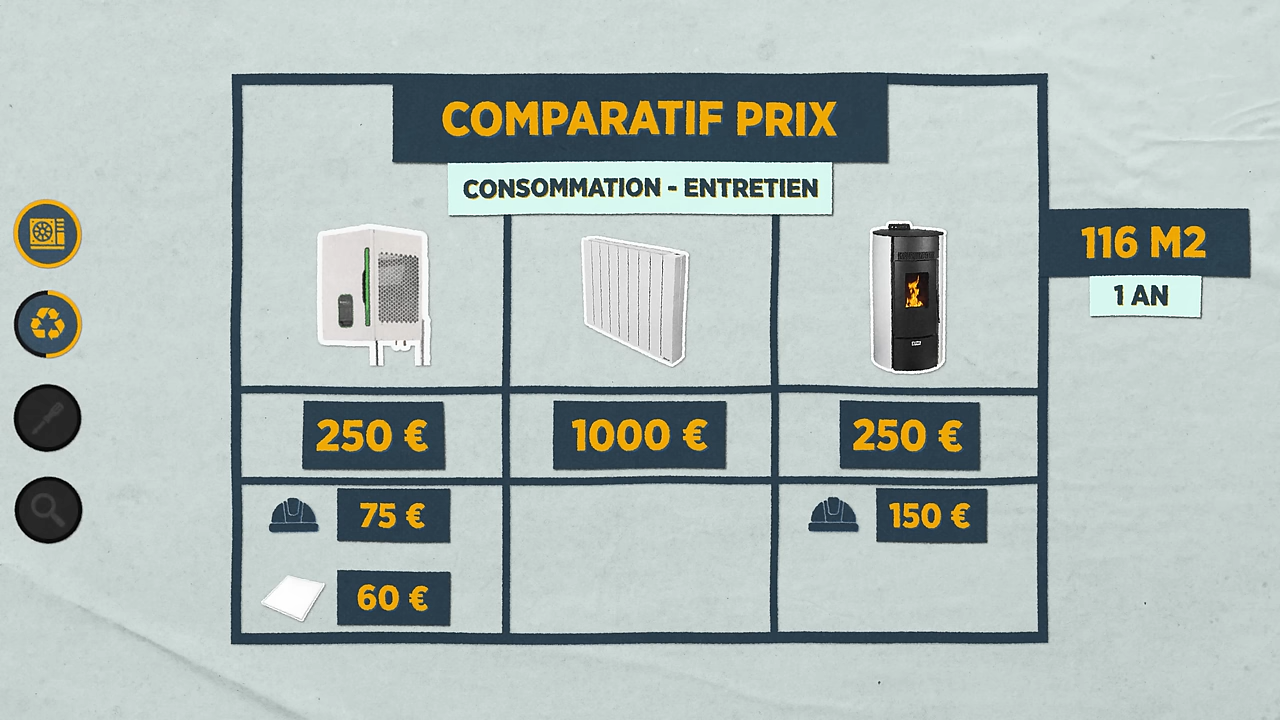 COMPARATIF PRIX
CONSOMMATION - ENTRETIEN
116 M2
1 AN
250 €
1000 €
250 €
75 €
150 €
60 €